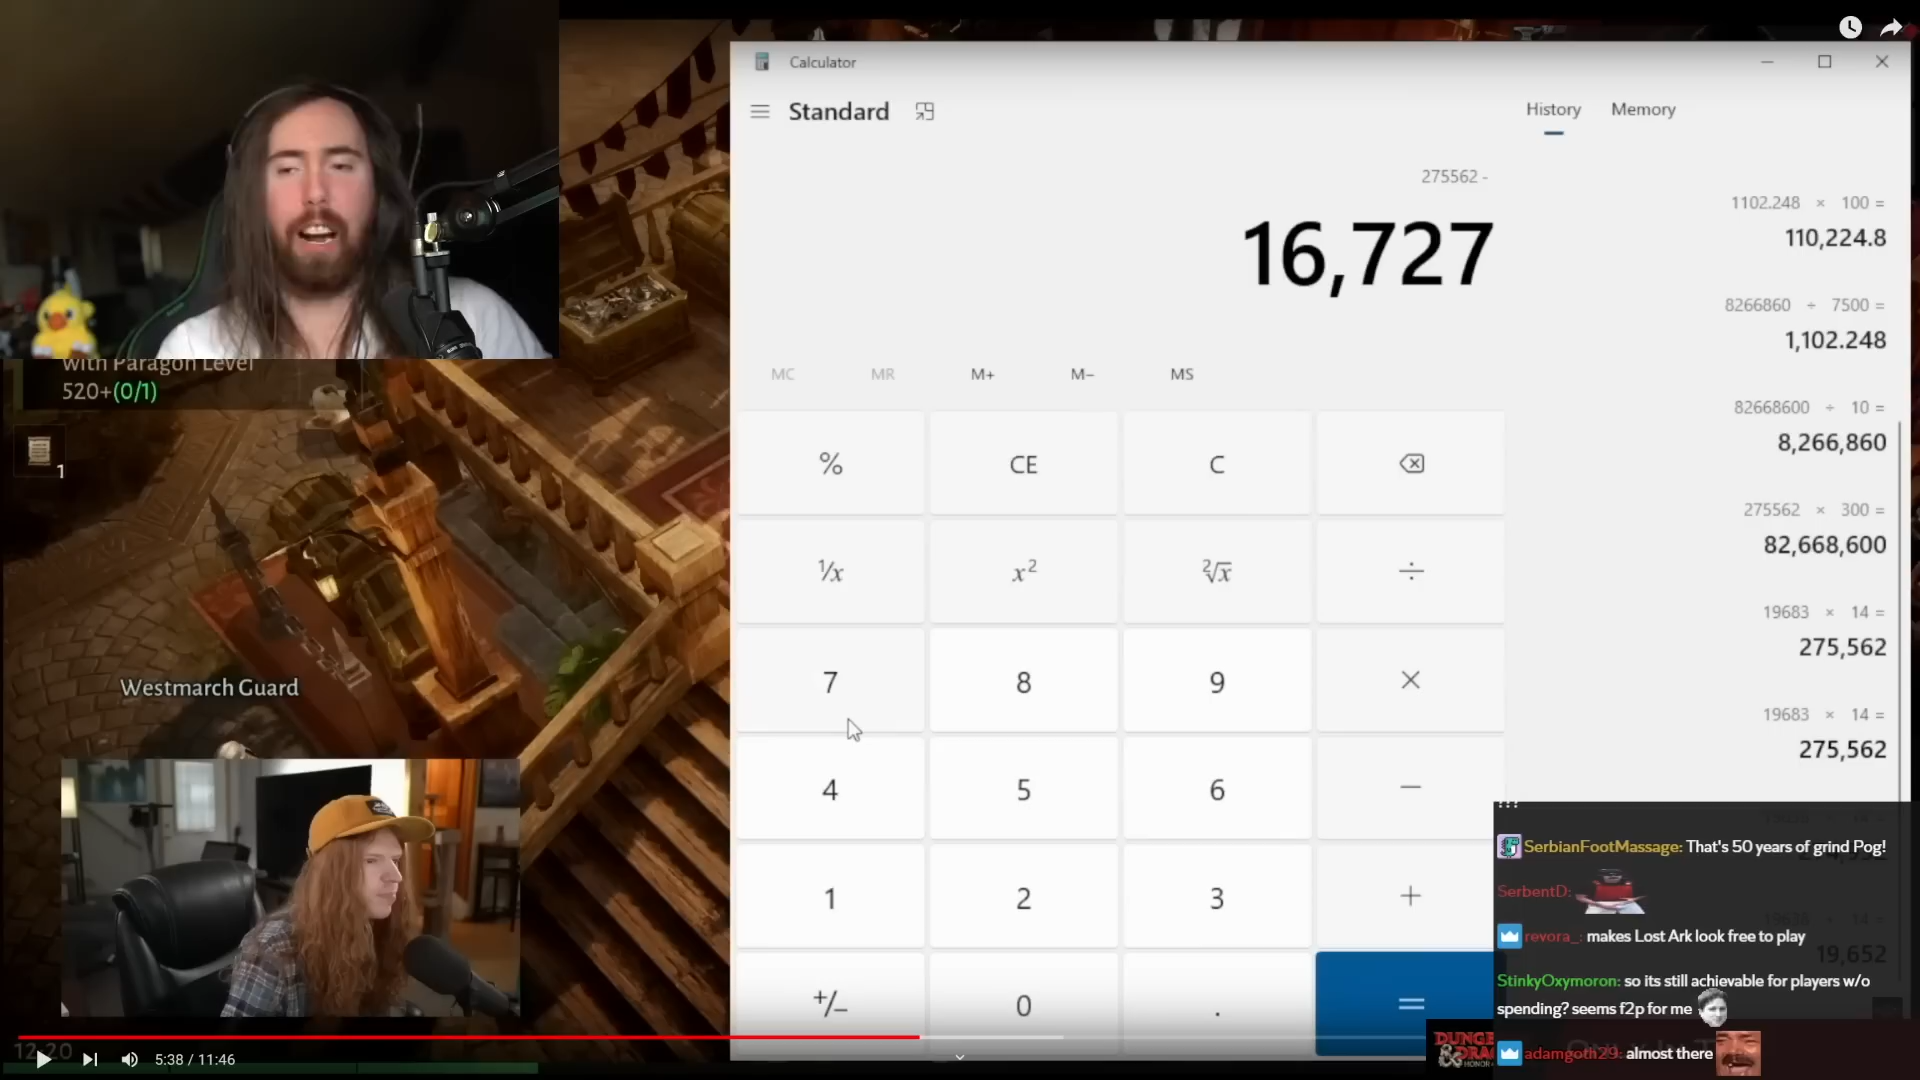 Calculator
Standard
History
Memory
275562 -
16,727
MC
MR
M+
M-
MS
%
CE
C
1/x
x²
²√x
÷
7
8
9
×
4
5
6
−
1
2
3
+
+/−
0
.
=
1102.248 × 100 =
110,224.8
8266860 ÷ 7500 =
1,102.248
82668600 ÷ 10 =
8,266,860
275562 × 300 =
82,668,600
19683 × 14 =
275,562
19683 × 14 =
275,562
19,652
with Paragon Level
520+(0/1)
1
Westmarch Guard
SerbianFootMassage: That's 50 years of grind Pog!
SerbentD:
revora_: makes Lost Ark look free to play
StinkyOxymoron: so its still achievable for players w/o
spending? seems f2p for me
adamgoth29: almost there
12:20
5:38 / 11:46